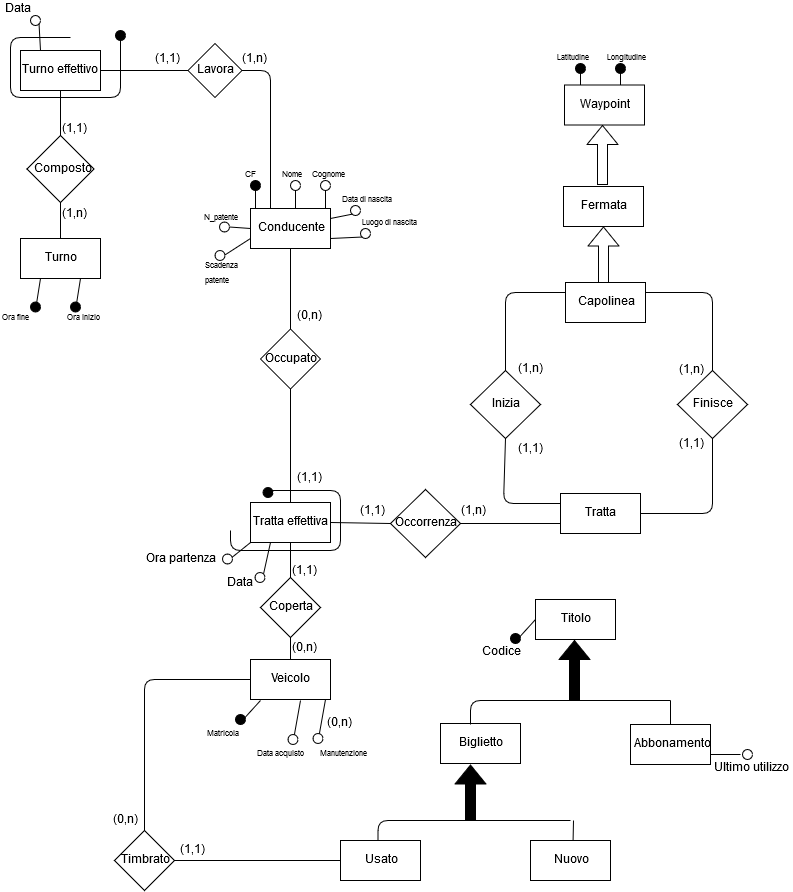 Data
Turno effettivo
(1,1)
Lavora
(1,n)
Latitudine
Longitudine
Waypoint
(1,1)
Composto
(1,n)
Turno
Ora fine
Ora inizio
CF
Nome
Cognome
Data di nascita
N_patente
Conducente
Luogo di nascita
Scadenza
patente
Fermata
Capolinea
(0,n)
Occupato
(1,n)
(1,n)
Inizia
Finisce
(1,1)
(1,1)
(1,1)
Tratta effettiva
(1,1)
Occorrenza
(1,n)
Tratta
Ora partenza
Data
(1,1)
Coperta
(0,n)
Veicolo
Matricola
Data acquisto
(0,n)
Manutenzione
Titolo
Codice
Biglietto
Abbonamento
Ultimo utilizzo
(0,n)
Timbrato
(1,1)
Usato
Nuovo